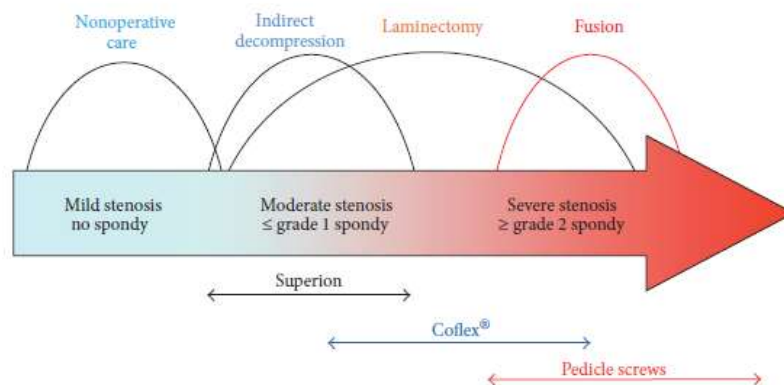 Nonoperative
care
Indirect
decompression
Laminectomy
Fusion
Mild stenosis
no spondy
Moderate stenosis
≤ grade 1 spondy
Severe stenosis
≥ grade 2 spondy
Superion
Coflex®
Pedicle screws